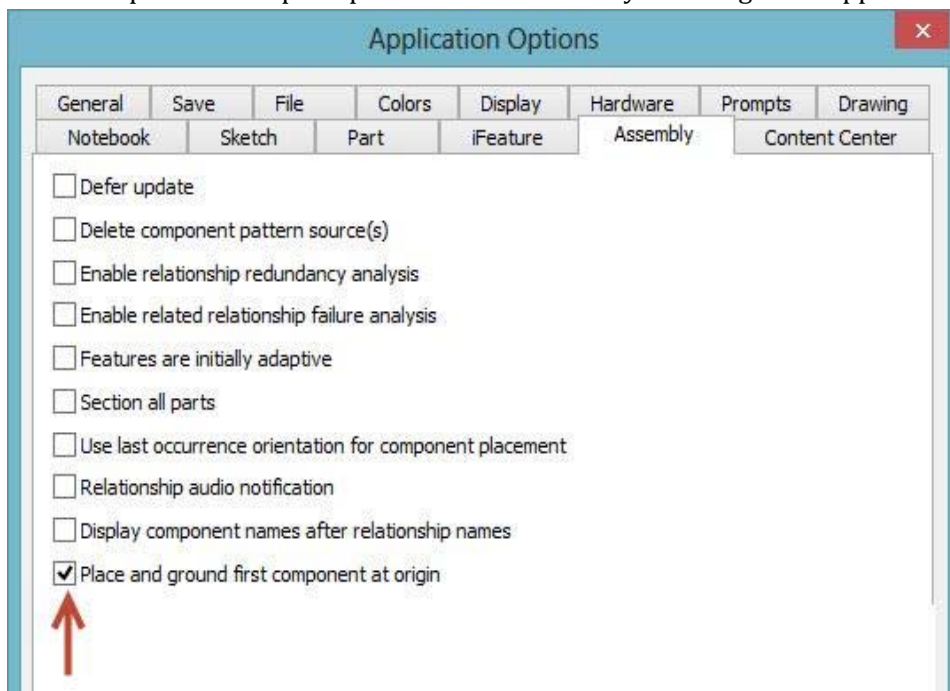 Application Options
General Save File Colors Display Hardware Prompts Drawing
Notebook Sketch Part iFeature Assembly Content Center
Defer update
Delete component pattern source(s)
Enable relationship redundancy analysis
Enable related relationship failure analysis
Features are initially adaptive
Section all parts
Use last occurrence orientation for component placement
Relationship audio notification
Display component names after relationship names
Place and ground first component at origin